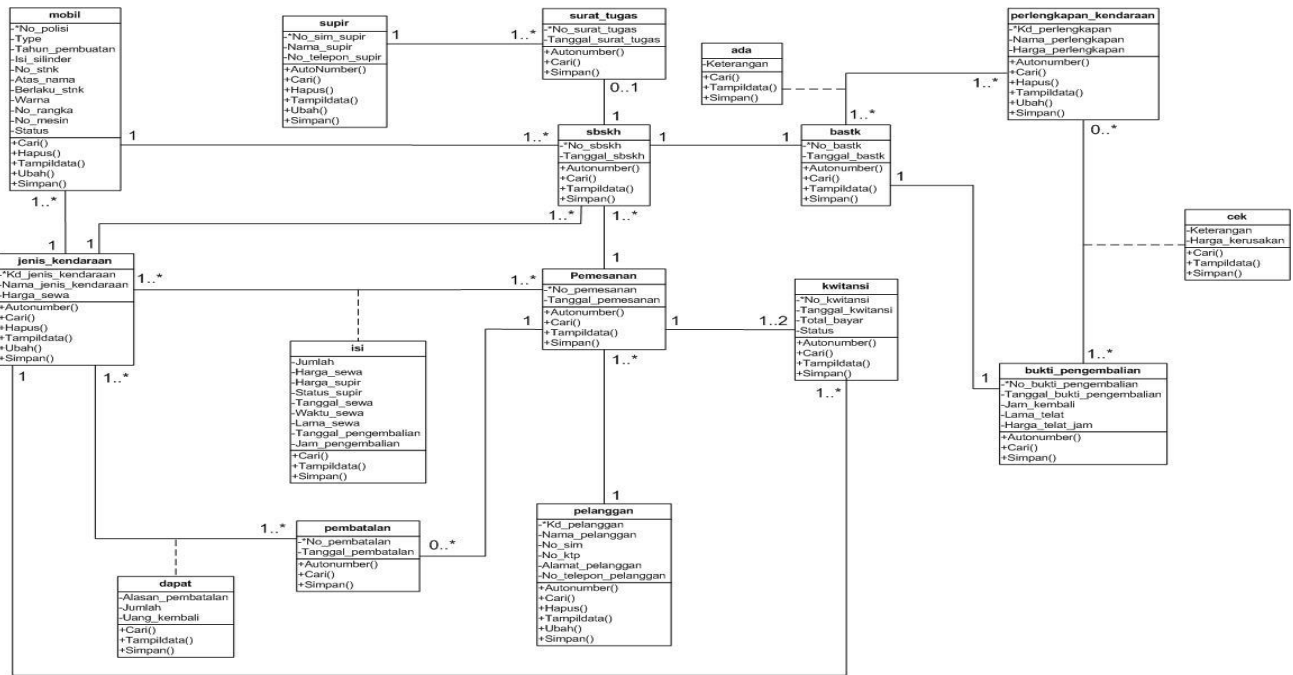 mobil
-*No_polisi
-Type
-Tahun_pembuatan
-Isi_silinder
-No_stnk
-Atas_nama
-Berlaku_stnk
-Warna
-No_rangka
-No_mesin
-Status
+Cari()
+Hapus()
+Tampildata()
+Ubah()
+Simpan()
supir
-*No_sim_supir
-Nama_supir
-No_telepon_supir
+AutoNumber()
+Cari()
+Hapus()
+Tampildata()
+Ubah()
+Simpan()
1
1..*
surat_tugas
-*No_surat_tugas
-Tanggal_surat_tugas
+Autonumber()
+Cari()
+Simpan()
0..1
1
ada
-Keterangan
+Cari()
+Tampildata()
+Simpan()
perlengkapan_kendaraan
-*Kd_perlengkapan
-Nama_perlengkapan
-Harga_perlengkapan
+Autonumber()
+Cari()
+Hapus()
+Tampildata()
+Ubah()
+Simpan()
1..*
1..*
0..*
1
1..*
sbskh
-*No_sbskh
-Tanggal_sbskh
+Autonumber()
+Cari()
+Tampildata()
+Simpan()
1
1
bastk
-*No_bastk
-Tanggal_bastk
+Autonumber()
+Cari()
+Tampildata()
+Simpan()
1
1..*
1
1
1..*
1..*
1
cek
-Keterangan
-Harga_kerusakan
+Cari()
+Tampildata()
+Simpan()
jenis_kendaraan
-*Kd_jenis_kendaraan
-Nama_jenis_kendaraan
-Harga_sewa
+Autonumber()
+Cari()
+Hapus()
+Tampildata()
+Ubah()
+Simpan()
1..*
1..*
Pemesanan
-*No_pemesanan
-Tanggal_pemesanan
+Autonumber()
+Cari()
+Tampildata()
+Simpan()
1
1
1..2
kwitansi
-*No_kwitansi
-Tanggal_kwitansi
-Total_bayar
-Status
+Autonumber()
+Cari()
+Tampildata()
+Simpan()
isi
-Jumlah
-Harga_sewa
-Harga_supir
-Status_supir
-Tanggal_sewa
-Waktu_sewa
-Lama_sewa
-Tanggal_pengembalian
-Jam_pengembalian
+Cari()
+Tampildata()
+Simpan()
1
1..*
1..*
1..*
1..*
1
bukti_pengembalian
-*No_bukti_pengembalian
-Tanggal_bukti_pengembalian
-Jam_kembali
-Lama_telat
-Harga_telat_jam
+Autonumber()
+Cari()
+Simpan()
1
pelanggan
-*Kd_pelanggan
-Nama_pelanggan
-No_sim
-No_ktp
-Alamat_pelanggan
-No_telepon_pelanggan
+Autonumber()
+Cari()
+Hapus()
+Tampildata()
+Ubah()
+Simpan()
1..*
pembatalan
-*No_pembatalan
-Tanggal_pembatalan
+Autonumber()
+Cari()
+Simpan()
0..*
dapat
-Alasan_pembatalan
-Jumlah
-Uang_kembali
+Cari()
+Tampildata()
+Simpan()